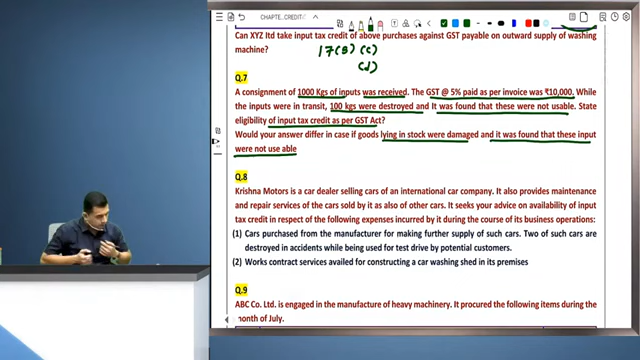 CHAPTE...CREDIT
Can XYZ ltd take input tax credit of above purchases against GST payable on outward supply of washing
machine?
17(5) (c)
(d)
Q.7
A consignment of 1000 Kgs of inputs was received. The GST @ 5% paid as per invoice was ₹10,000. While
the inputs were in transit, 100 kgs were destroyed and It was found that these were not usable. State
eligibility of input tax credit as per GST Act?
Would your answer differ in case if goods lying in stock were damaged and it was found that these input
were not use able
Q.8
Krishna Motors is a car dealer selling cars of an international car company. It also provides maintenance
and repair services of the cars sold by it as also of other cars. It seeks your advice on availability of input
tax credit in respect of the following expenses incurred by it during the course of its business operations:
(1) Cars purchased from the manufacturer for making further supply of such cars. Two of such cars are
destroyed in accidents while being used for test drive by potential customers.
(2) Works contract services availed for constructing a car washing shed in its premises
Q.9
ABC Co. Ltd. is engaged in the manufacture of heavy machinery. It procured the following items during the
month of July.